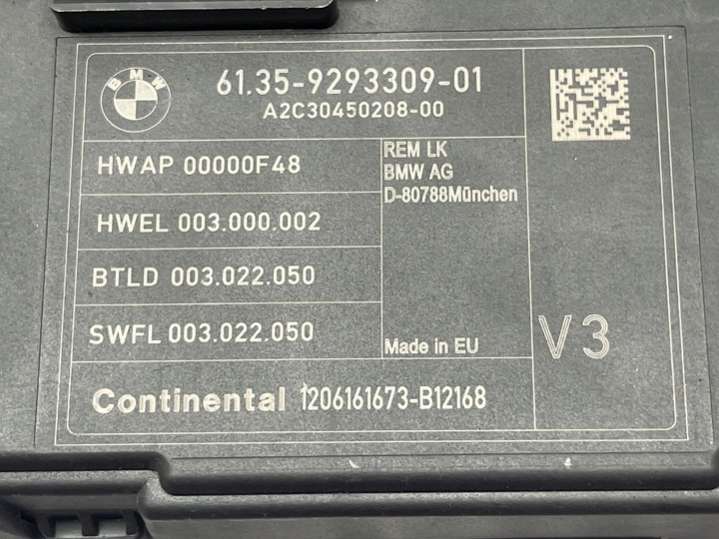 BMW
61.35-9293309-01
A2C30450208-00
HWAP 00000F48
HWEL 003.000.002
BTLD 003.022.050
SWFL 003.022.050
REM LK
BMW AG
D-80788München
Made in EU
V3
Continental 1206161673-B12168